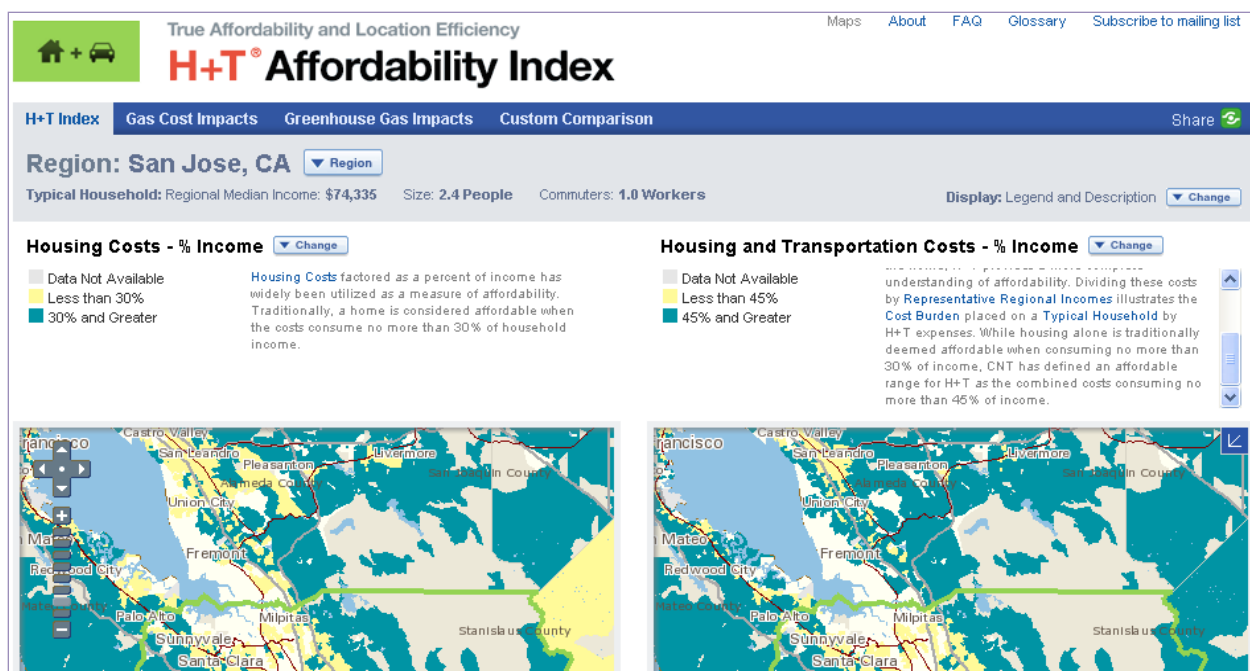 Maps About FAQ Glossary Subscribe to mailing list
True Affordability and Location Efficiency
H+T® Affordability Index
H+T Index Gas Cost Impacts Greenhouse Gas Impacts Custom Comparison Share
Region: San Jose, CA Region
Typical Household: Regional Median Income: $74,335 Size: 2.4 People Commuters: 1.0 Workers
Display: Legend and Description Change
Housing Costs - % Income Change
Data Not Available
Less than 30%
30% and Greater
Housing Costs factored as a percent of income has
widely been utilized as a measure of affordability.
Traditionally, a home is considered affordable when
the costs consume no more than 30% of household
income.
Housing and Transportation Costs - % Income Change
Data Not Available
Less than 45%
45% and Greater
understanding of affordability. Dividing these costs
by Representative Regional Incomes illustrates the
Cost Burden placed on a Typical Household by
H+T expenses. While housing alone is traditionally
deemed affordable when consuming no more than
30% of income, CNT has defined an affordable
range for H+T as the combined costs consuming no
more than 45% of income.
rancisco
Castro Valley
San Leandro
Pleasanton
Livermore
San Joaquin County
Alameda County
Union City
Mateo
Fremont
Redwood City
Mateo County
Palo Alto
Milpitas
Stanislaus County
Sunnyvale
Santa Clara
rancisco
Castro Valley
San Leandro
Pleasanton
Livermore
San Joaquin County
Alameda County
Union City
Mateo
Fremont
Redwood City
Mateo County
Palo Alto
Milpitas
Stanislaus County
Sunnyvale
Santa Clara